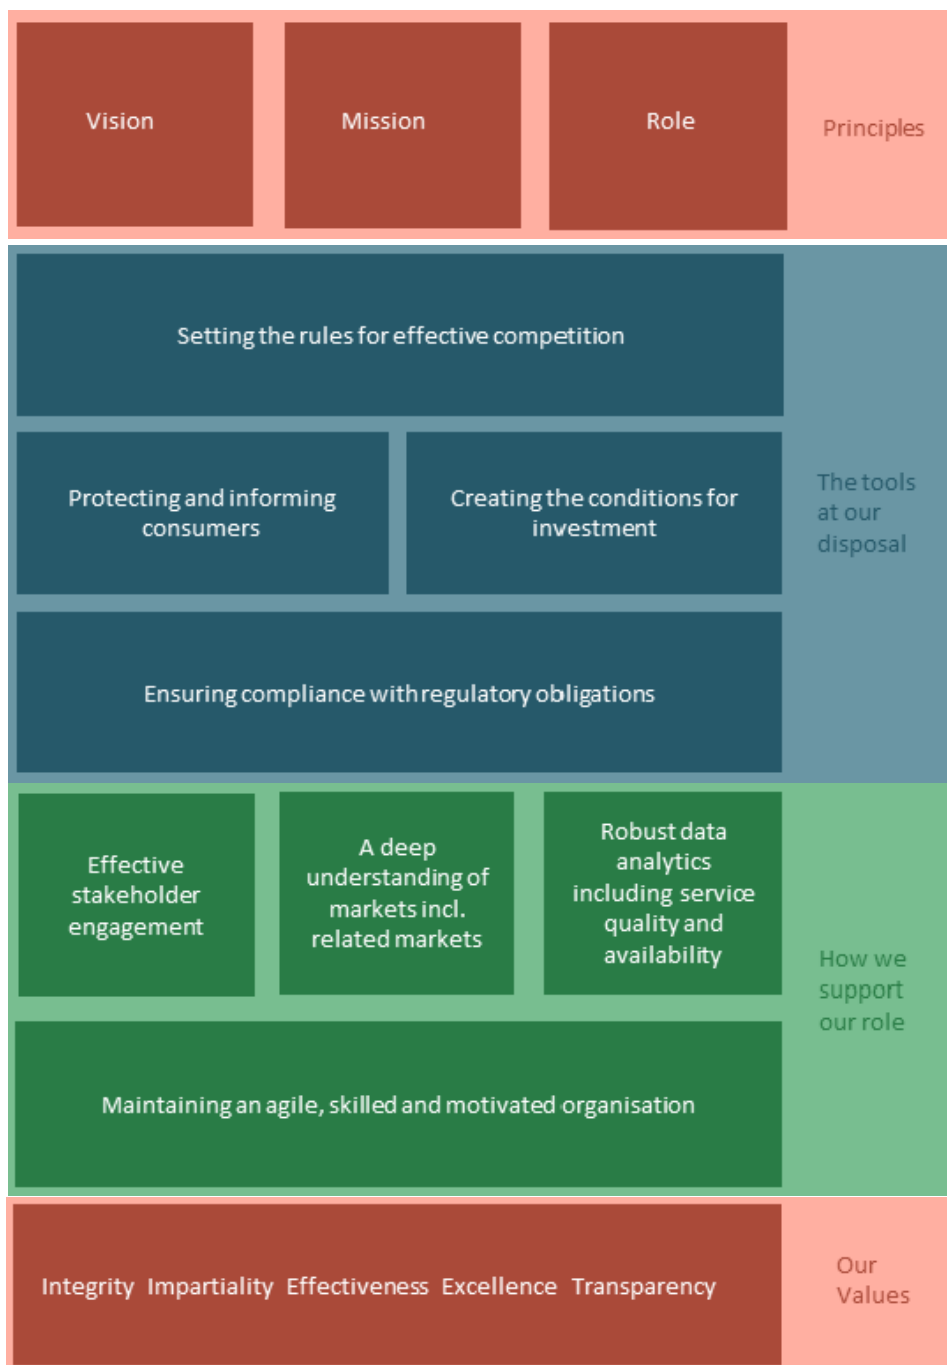 Vision
Mission
Role
Principles
Setting the rules for effective competition
Protecting and informing
consumers
Creating the conditions for
investment
The tools
at our
disposal
Ensuring compliance with regulatory obligations
Effective
stakeholder
engagement
A deep
understanding of
markets incl.
related markets
Robust data
analytics
including service
quality and
availability
How we
support
our role
Maintaining an agile, skilled and motivated organisation
Integrity Impartiality Effectiveness Excellence Transparency
Our
Values